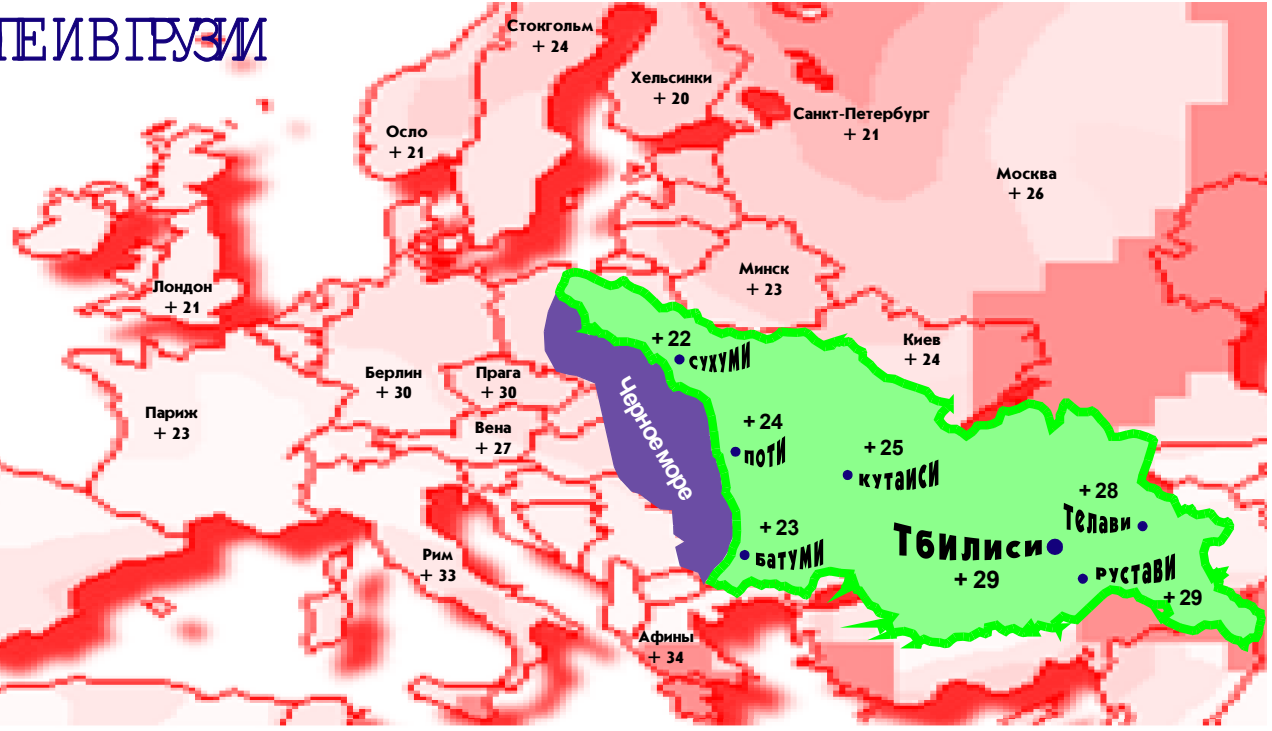 ПЕ И В ГРУЗИИ
Стокгольм
+ 24
Хельсинки
+ 20
Санкт-Петербург
+ 21
Осло
+ 21
Москва
+ 26
Минск
+ 23
Лондон
+ 21
Киев
+ 24
+ 22
сухуми
Берлин
+ 30
Прага
+ 30
Париж
+ 23
Вена
+ 27
Черное море
+ 24
поти
+ 25
кутаиси
+ 28
Телави
+ 23
батуми
Тбилиси
+ 29
рустави
+ 29
Рим
+ 33
Афины
+ 34